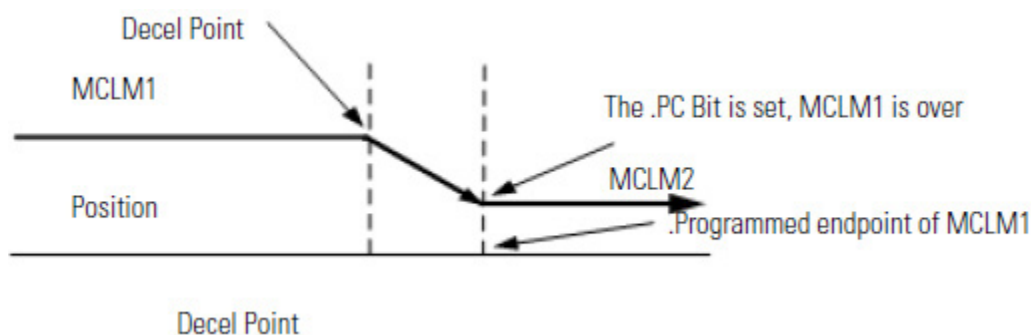 Decel Point
MCLM1
The .PC Bit is set, MCLM1 is over
MCLM2
Position
.Programmed endpoint of MCLM1
Decel Point